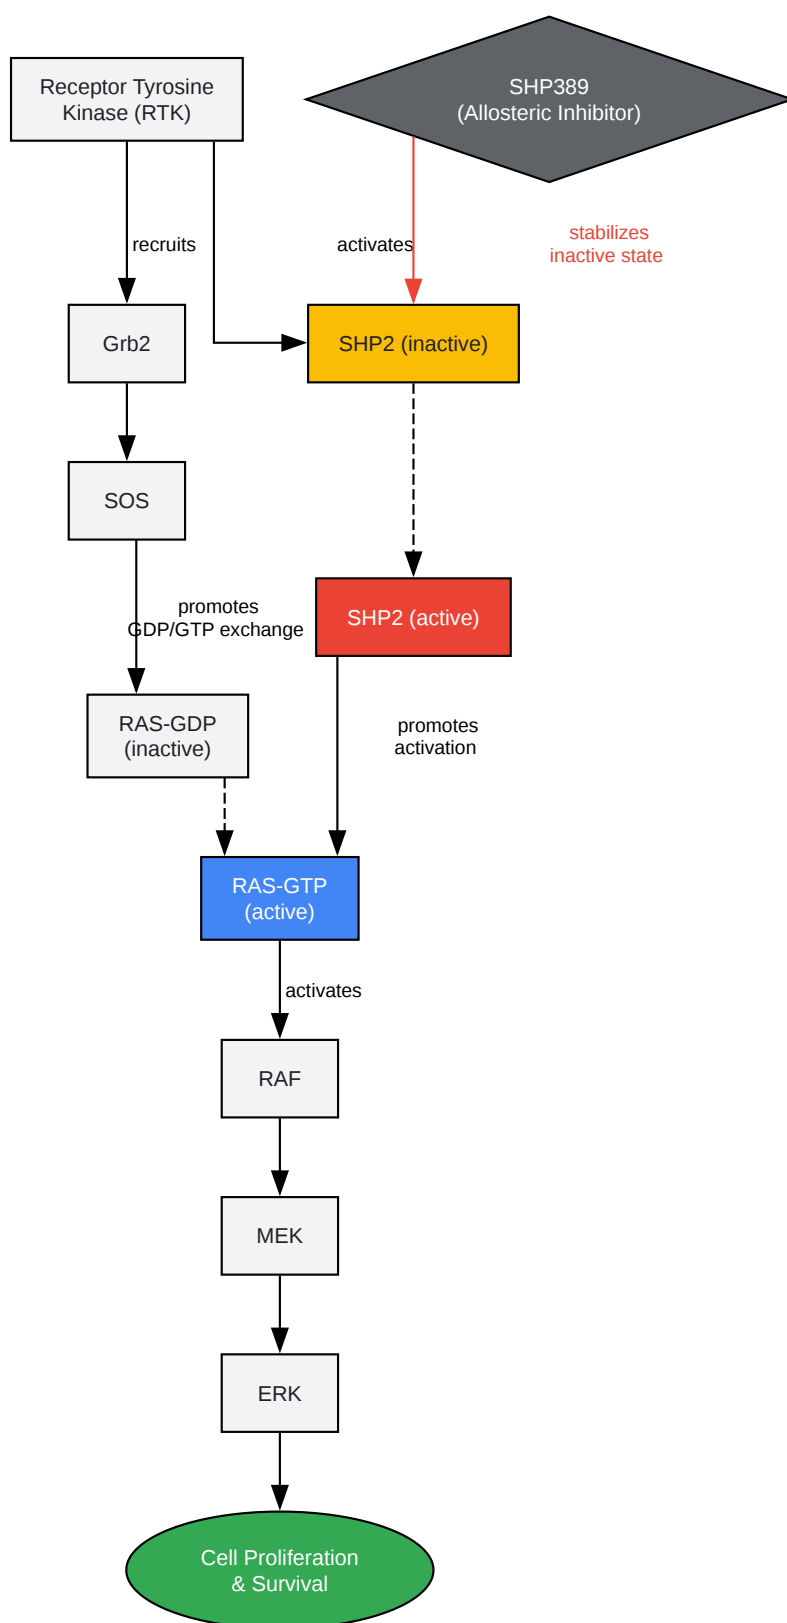 Receptor Tyrosine
Kinase (RTK)
SHP389
(Allosteric Inhibitor)
recruits
activates
stabilizes
inactive state
Grb2
SHP2 (inactive)
SOS
promotes
GDP/GTP exchange
SHP2 (active)
RAS-GDP
(inactive)
promotes
activation
RAS-GTP
(active)
activates
RAF
MEK
ERK
Cell Proliferation
& Survival